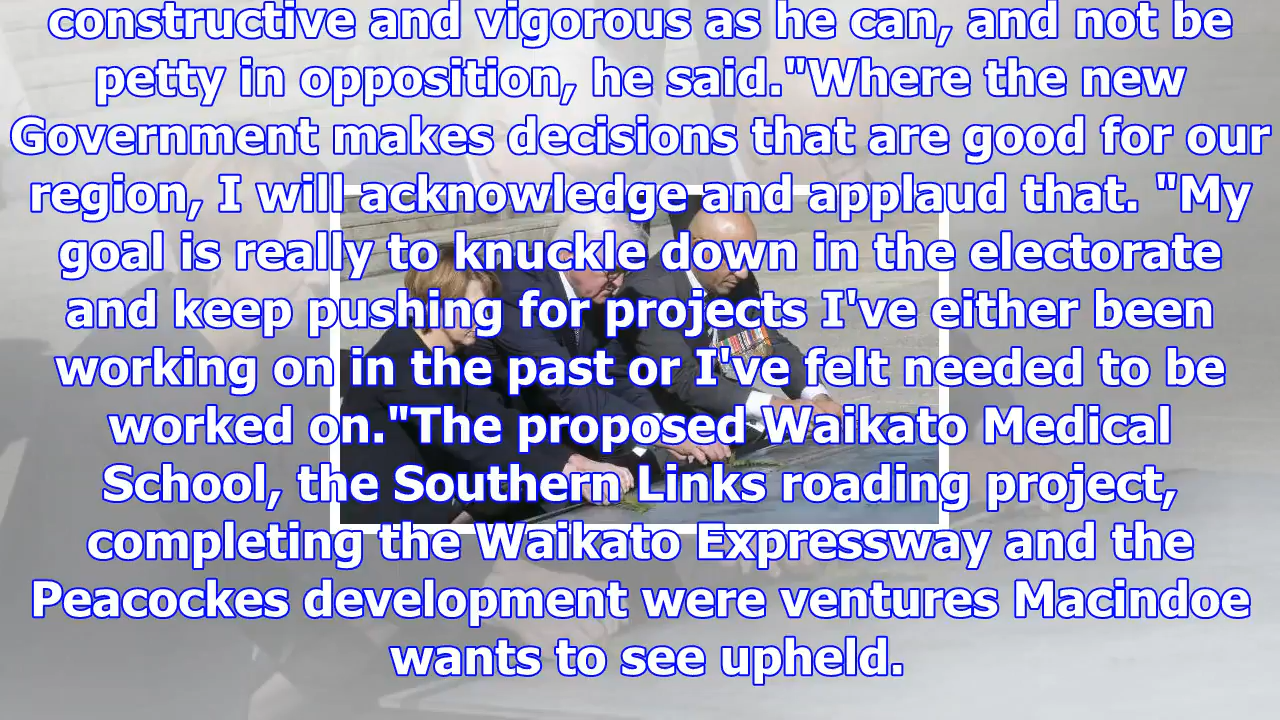 constructive and vigorous as he can, and not be
petty in opposition, he said."Where the new
Government makes decisions that are good for our
region, I will acknowledge and applaud that. "My
goal is really to knuckle down in the electorate
and keep pushing for projects I've either been
working on in the past or I've felt needed to be
worked on."The proposed Waikato Medical
School, the Southern Links roading project,
completing the Waikato Expressway and the
Peacockes development were ventures Macindoe
wants to see upheld.